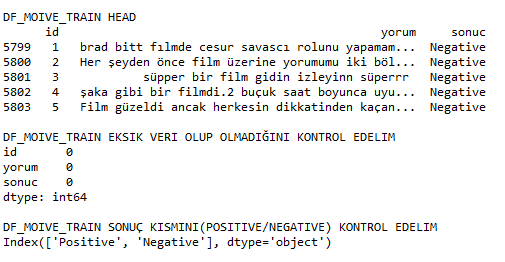 DF_MOIVE_TRAIN HEAD
id yorum sonuc
5799 1 brad bitt fılmde cesur savascı rolunu yapamam... Negative
5800 2 Her şeyden önce film üzerine yorumumu iki böl... Negative
5801 3 süpper bir film gidin izleyinn süperrr Negative
5802 4 şaka gibi bir filmdi.2 buçuk saat boyunca uyu... Negative
5803 5 Film güzeldi ancak herkesin dikkatinden kaçan... Negative
DF_MOIVE_TRAIN EKSIK VERI OLUP OLMADIĞINI KONTROL EDELIM
id 0
yorum 0
sonuc 0
dtype: int64
DF_MOIVE_TRAIN SONUÇ KISMINI(POSITIVE/NEGATIVE) KONTROL EDELIM
Index(['Positive', 'Negative'], dtype='object')